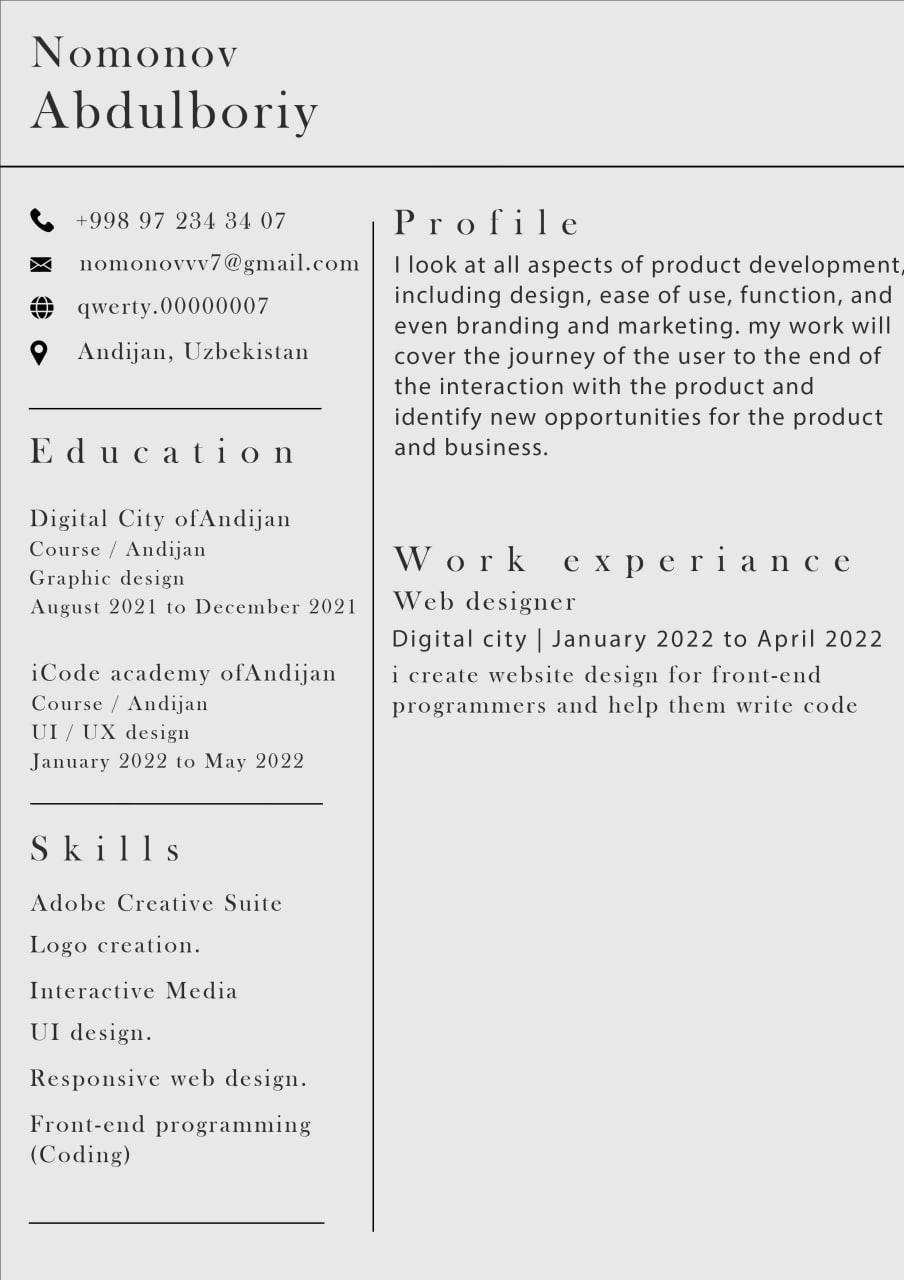 Nomonov
Abdulboriy
+998 97 234 34 07
nomonovvv7@gmail.com
qwerty.00000007
Andijan, Uzbekistan
Education
Digital City ofAndijan
Course / Andijan
Graphic design
August 2021 to December 2021
iCode academy ofAndijan
Course / Andijan
UI / UX design
January 2022 to May 2022
Skills
Adobe Creative Suite
Logo creation.
Interactive Media
UI design.
Responsive web design.
Front-end programming
(Coding)
Profile
I look at all aspects of product development,
including design, ease of use, function, and
even branding and marketing. my work will
cover the journey of the user to the end of
the interaction with the product and
identify new opportunities for the product
and business.
Work experiance
Web designer
Digital city | January 2022 to April 2022
i create website design for front-end
programmers and help them write code